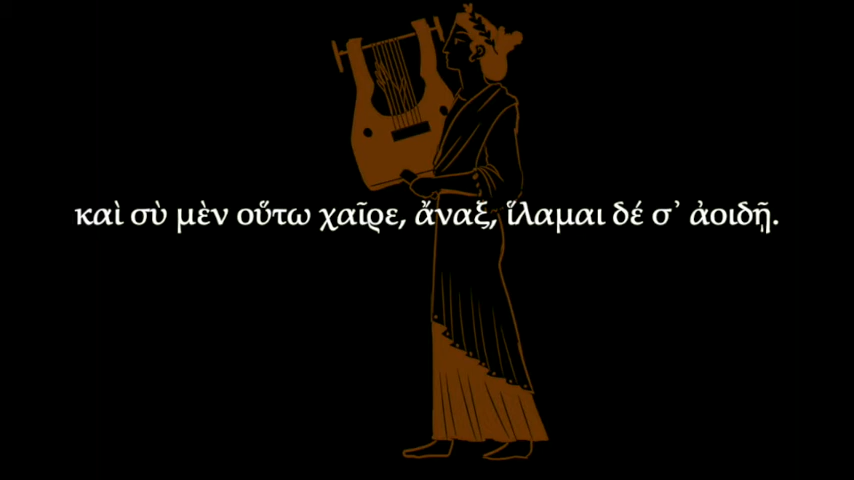 καὶ σὺ μὲν οὕτω χαῖρε, ἄναξ, ἵλαμαι δέ σ᾽ ἀοιδῇ.